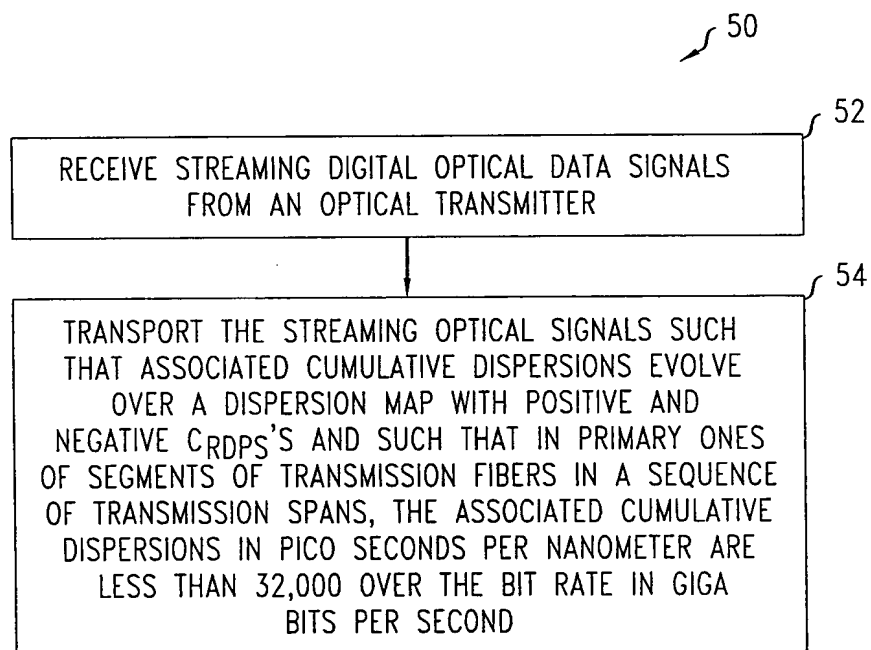 50
52
RECEIVE STREAMING DIGITAL OPTICAL DATA SIGNALS
FROM AN OPTICAL TRANSMITTER
54
TRANSPORT THE STREAMING OPTICAL SIGNALS SUCH
THAT ASSOCIATED CUMULATIVE DISPERSIONS EVOLVE
OVER A DISPERSION MAP WITH POSITIVE AND
NEGATIVE CRDPS'S AND SUCH THAT IN PRIMARY ONES
OF SEGMENTS OF TRANSMISSION FIBERS IN A SEQUENCE
OF TRANSMISSION SPANS, THE ASSOCIATED CUMULATIVE
DISPERSIONS IN PICO SECONDS PER NANOMETER ARE
LESS THAN 32,000 OVER THE BIT RATE IN GIGA
BITS PER SECOND